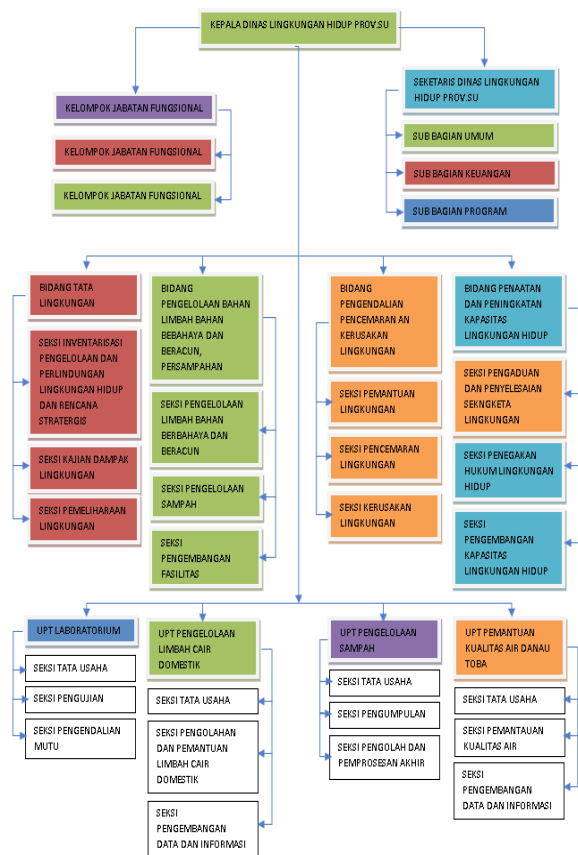 KEPALA DINAS LINGKUNGAN HIDUP PROV.SU
KELOMPOK JABATAN FUNGSIONAL
KELOMPOK JABATAN FUNGSIONAL
KELOMPOK JABATAN FUNGSIONAL
SEKETARIS DINAS LINGKUNGAN
HIDUP PROV.SU
SUB BAGIAN UMUM
SUB BAGIAN KEUANGAN
SUB BAGIAN PROGRAM
BIDANG TATA
LINGKUNGAN
SEKSI INVENTARISASI
PENGELOLAAN DAN
PERLINDUNGAN
LINGKUNGAN HIDUP
DAN RENCANA
STRATERGIS
SEKSI KAJIAN DAMPAK
LINGKUNGAN
SEKSI PEMELIHARAAN
LINGKUNGAN
BIDANG
PENGELOLAAN BAHAN
LIMBAH BAHAN
BEBAHAYA DAN
BERACUN,
PERSAMPAHAN
SEKSI PENGELOLAAN
LIMBAH BAHAN
BERBAHAYA DAN
BERACUN
SEKSI PENGELOLAAN
SAMPAH
SEKSI
PENGEMBANGAN
FASILITAS
BIDANG
PENGENDALIAN
PENCEMARAN AN
KERUSAKAN
LINGKUNGAN
SEKSI PEMANTUAN
LINGKUNGAN
SEKSI PENCEMARAN
LINGKUNGAN
SEKSI KERUSAKAN
LINGKUNGAN
BIDANG PENAATAN
DAN PENINGKATAN
KAPASITAS
LINGKUNGAN HIDUP
SEKSI PENGADUAN
DAN PENYELESAIAN
SEKNGKETA
LINGKUNGAN
SEKSI PENEGAKAN
HUKUM LINGKUNGAN
HIDUP
SEKSI
PENGEMBANGAN
KAPASITAS
LINGKUNGAN HIDUP
UPT LABORATORIUM
SEKSI TATA USAHA
SEKSI PENGUJIAN
SEKSI PENGENDALIAN
MUTU
UPT PENGELOLAAN
LIMBAH CAIR
DOMESTIK
SEKSI TATA USAHA
SEKSI PENGOLAHAN
DAN PEMANTUAN
LIMBAH CAIR
DOMESTIK
SEKSI
PENGEMBANGAN
DATA DAN INFORMASI
UPT PENGELOLAAN
SAMPAH
SEKSI TATA USAHA
SEKSI PENGUMPULAN
SEKSI PENGOLAH DAN
PEMPROSESAN AKHIR
UPT PEMANTUAN
KUALITAS AIR DANAU
TOBA
SEKSI TATA USAHA
SEKSI PEMANTAUAN
KUALITAS AIR
SEKSI
PENGEMBANGAN
DATA DAN INFORMASI